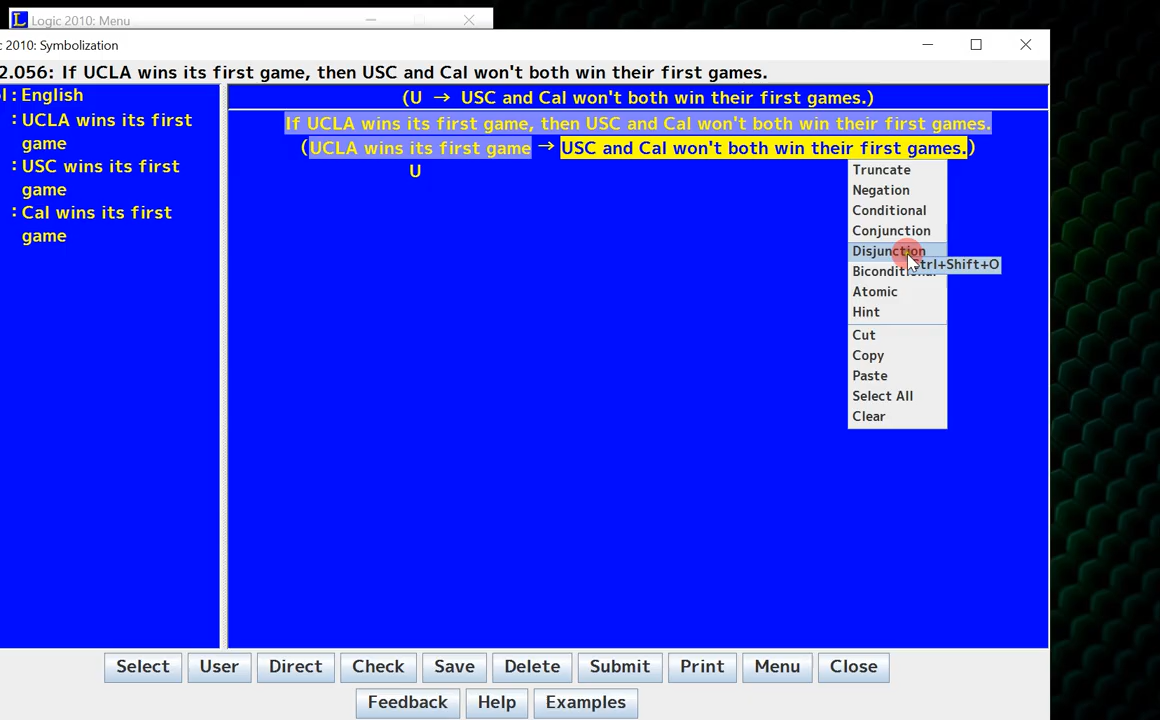 L Logic 2010: Menu
2010: Symbolization
2.056: If UCLA wins its first game, then USC and Cal won't both win their first games.
: English
: UCLA wins its first
game
: USC wins its first
game
: Cal wins its first
game
(U → USC and Cal won't both win their first games.)
If UCLA wins its first game, then USC and Cal won't both win their first games.
(UCLA wins its first game → USC and Cal won't both win their first games.)
U
Truncate
Negation
Conditional
Conjunction
Disjunction
trl+Shift+O
Atomic
Hint
Cut
Copy
Paste
Select All
Clear
Select User Direct Check Save Delete Submit Print Menu Close
Feedback Help Examples